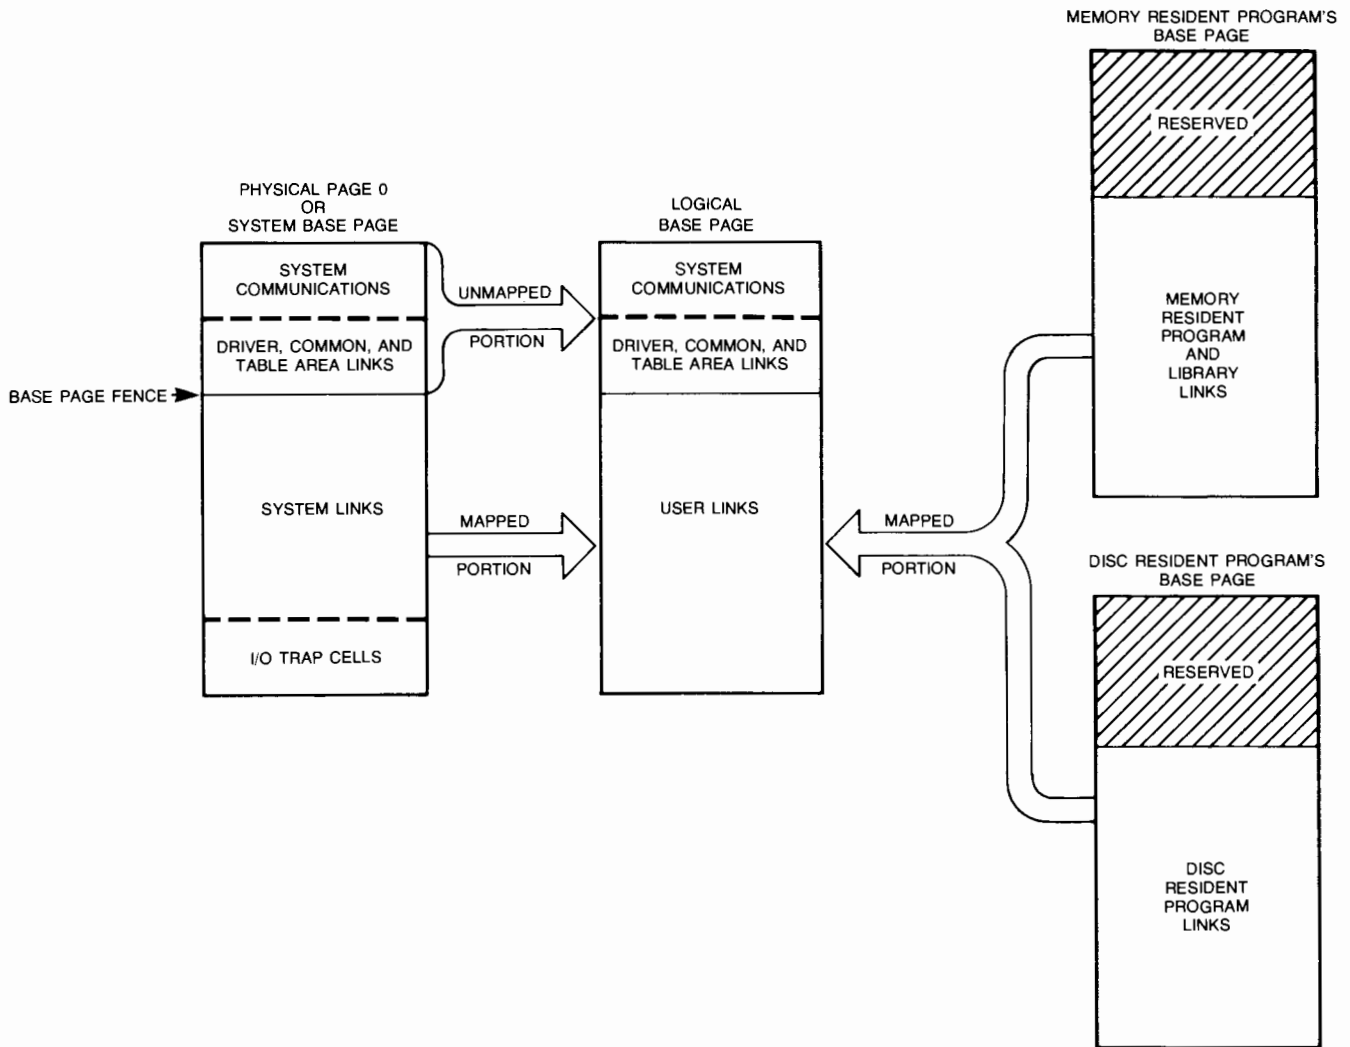 MEMORY RESIDENT PROGRAM'S
BASE PAGE
RESERVED
MEMORY
RESIDENT
PROGRAM
AND
LIBRARY
LINKS
PHYSICAL PAGE 0
OR
SYSTEM BASE PAGE
SYSTEM
COMMUNICATIONS
DRIVER, COMMON, AND
TABLE AREA LINKS
BASE PAGE FENCE
SYSTEM LINKS
I/O TRAP CELLS
UNMAPPED
PORTION
MAPPED
PORTION
LOGICAL
BASE PAGE
SYSTEM
COMMUNICATIONS
DRIVER, COMMON, AND
TABLE AREA LINKS
USER LINKS
MAPPED
PORTION
DISC RESIDENT PROGRAM'S
BASE PAGE
RESERVED
DISC
RESIDENT
PROGRAM
LINKS